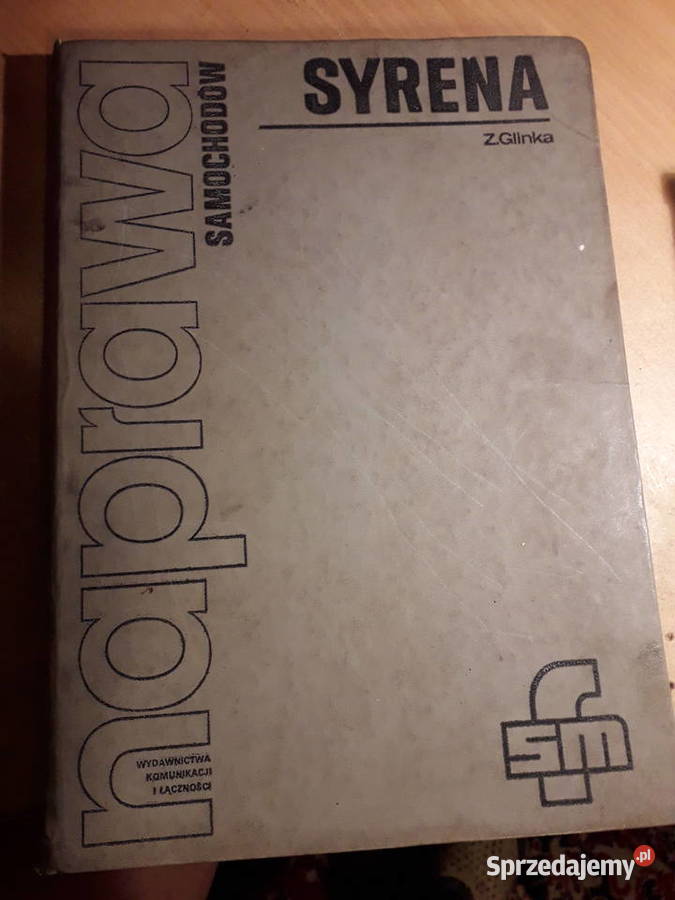 SYRENA
Z.Glinka
naprawa
SAMOCHODÓW
WYDAWNICTWA
KOMUNIKACJI
I ŁĄCZNOŚCI
sm
Sprzedajemy.pl